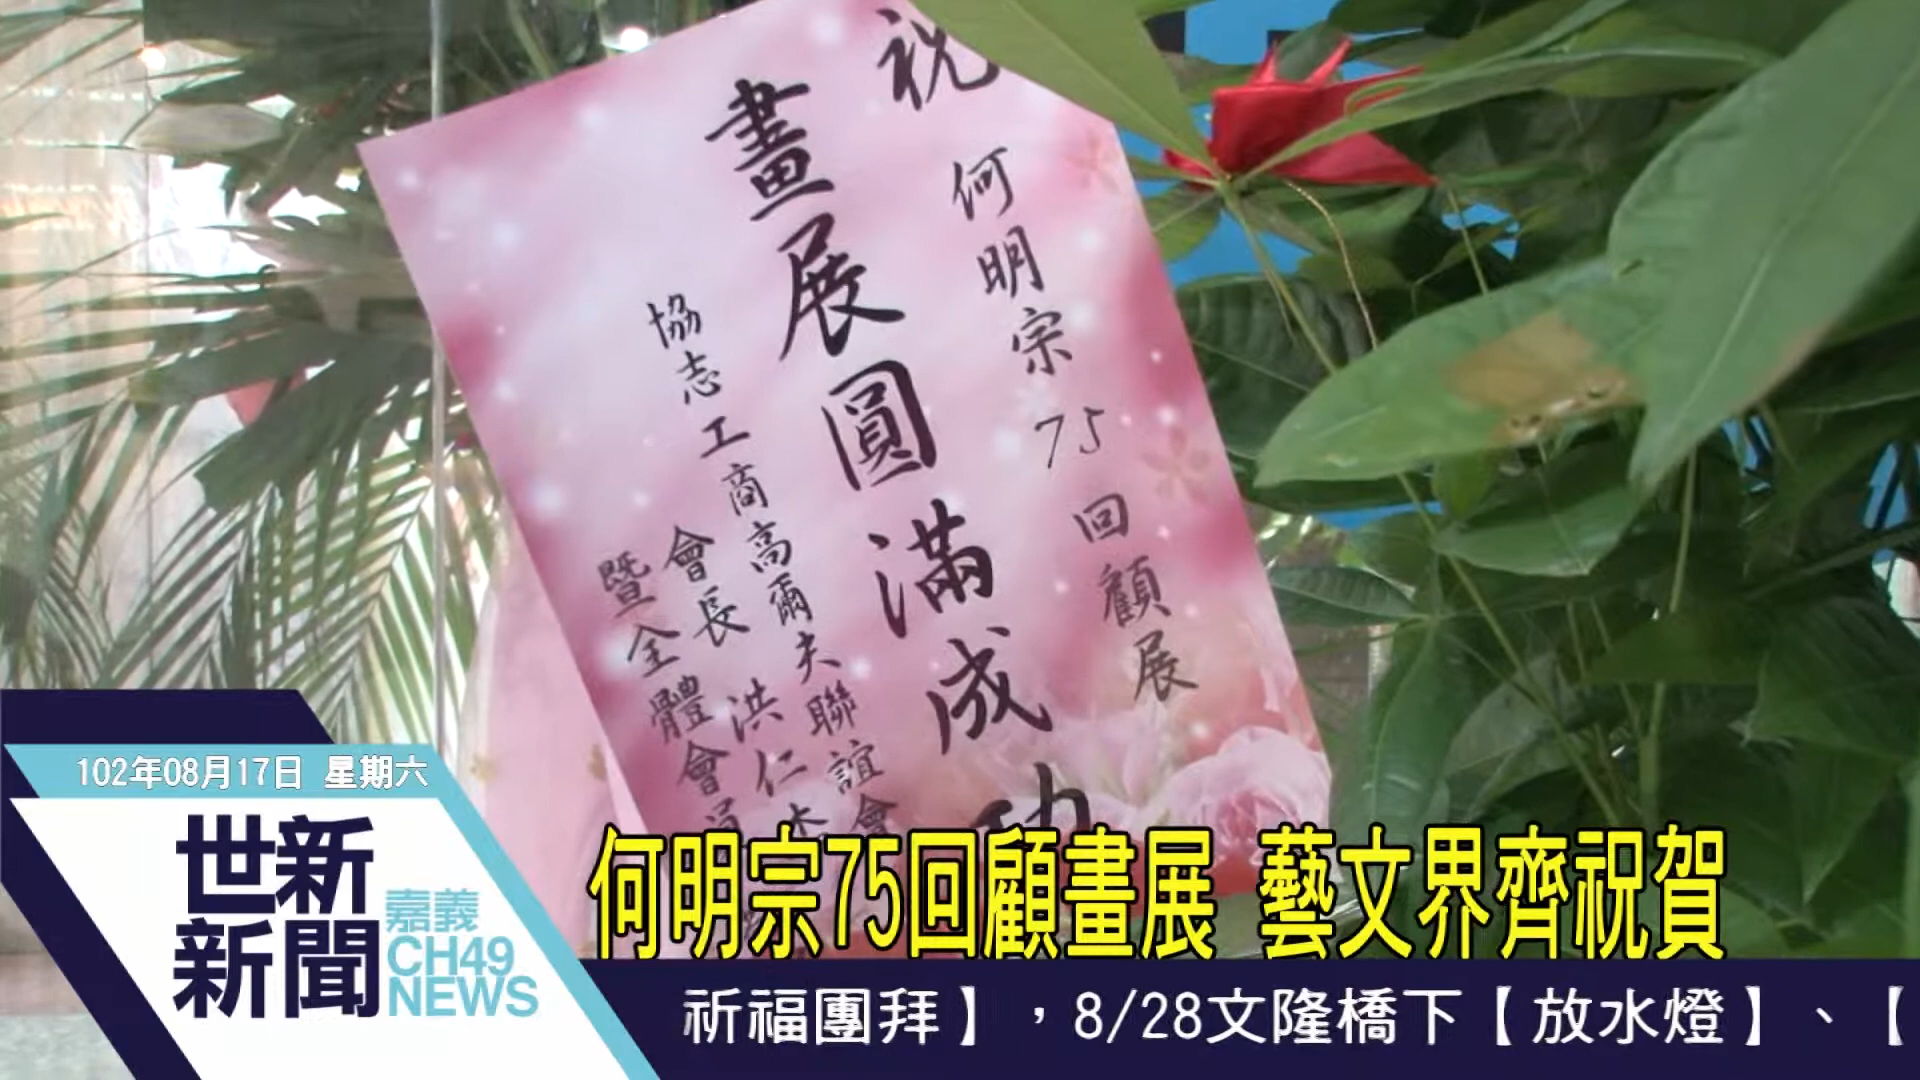 祝
何明宗75回顧展
畫展圓滿成功
協志工商高爾夫聯誼會
會長 洪仁
暨全體會員
102年08月17日 星期六
世新
新聞
嘉義
CH49
NEWS
何明宗75回顧畫展 藝文界齊祝賀
祈福團拜】，8/28文隆橋下【放水燈】、【